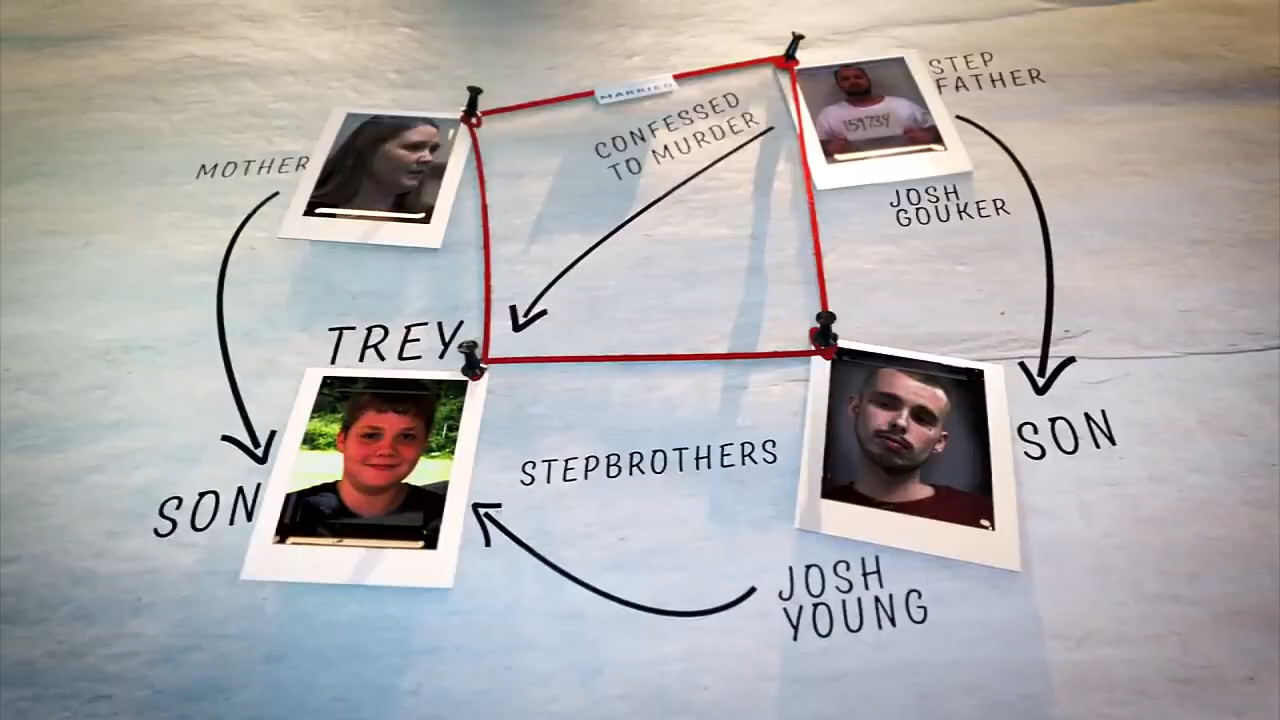 STEP
FATHER
MARRIED
CONFESSED
TO MURDER
159734
MOTHER
JOSH
GOUKER
TREY
SON
STEPBROTHERS
SON
JOSH
YOUNG